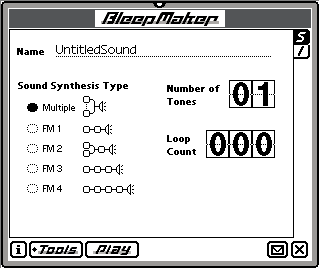 BleepMaker
S
Name UntitledSound
/
Sound Synthesis Type
Number of
Tones
01
Multiple
FM 1
FM 2
Loop
Count
000
FM 3
FM 4
i
Tools
Play
X